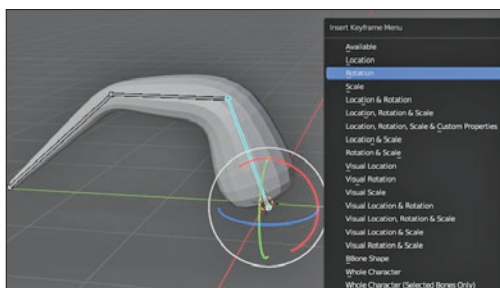 Insert Keyframe Menu
Available
Location
Rotation
Scale
Location & Rotation
Location, Rotation & Scale
Location, Rotation, Scale & Custom Properties
Location & Scale
Rotation & Scale
Visual Location
Visual Rotation
Visual Scale
Visual Location & Rotation
Visual Location, Rotation & Scale
Visual Location & Scale
Visual Rotation & Scale
BBone Shape
Whole Character
Whole Character (Selected Bones Only)